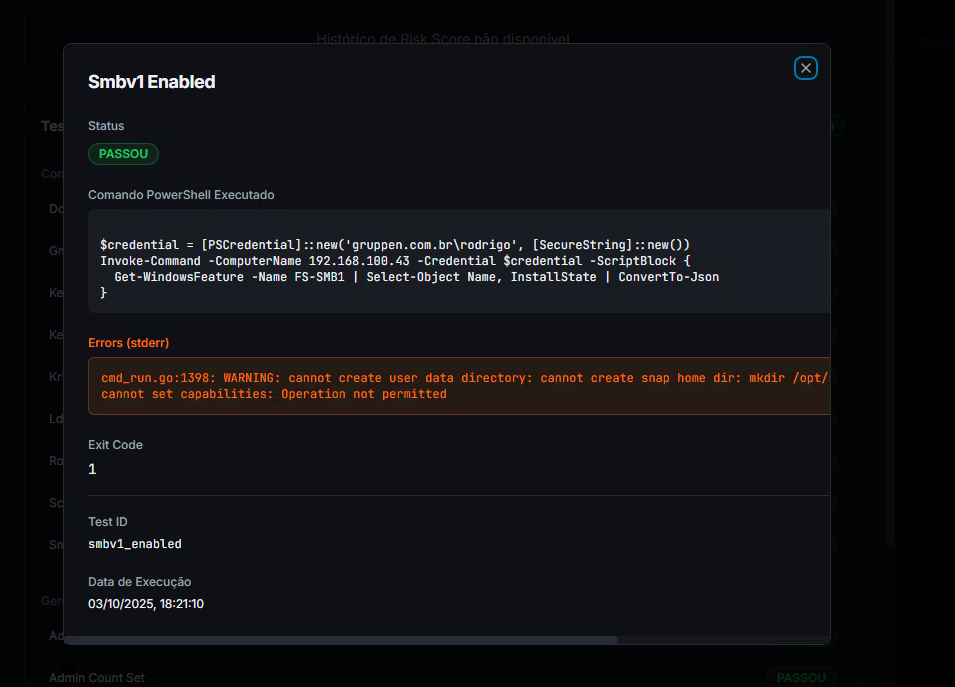 Histórico de Risk Score não disponível
Smbv1 Enabled
Status
PASSOU
Comando PowerShell Executado
$credential = [PSCredential]::new('gruppen.com.br\rodrigo', [SecureString]::new())
Invoke-Command -ComputerName 192.168.100.43 -Credential $credential -ScriptBlock {
Get-WindowsFeature -Name FS-SMB1 | Select-Object Name, InstallState | ConvertTo-Json
}
Errors (stderr)
cmd_run.go:1398: WARNING: cannot create user data directory: cannot create snap home dir: mkdir /opt/
cannot set capabilities: Operation not permitted
Exit Code
1
Test ID
smbv1_enabled
Data de Execução
03/10/2025, 18:21:10
Admin Count Set
PASSOU